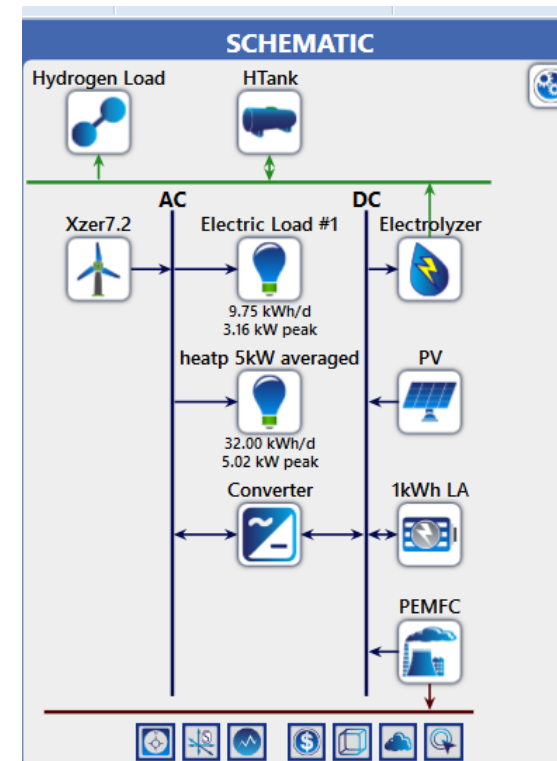 SCHEMATIC
Hydrogen Load HTank
AC DC
Xzer7.2 Electric Load #1 Electrolyzer
9.75 kWh/d
3.16 kW peak
heatp 5kW averaged PV
32.00 kWh/d
5.02 kW peak
Converter 1kWh LA
PEMFC